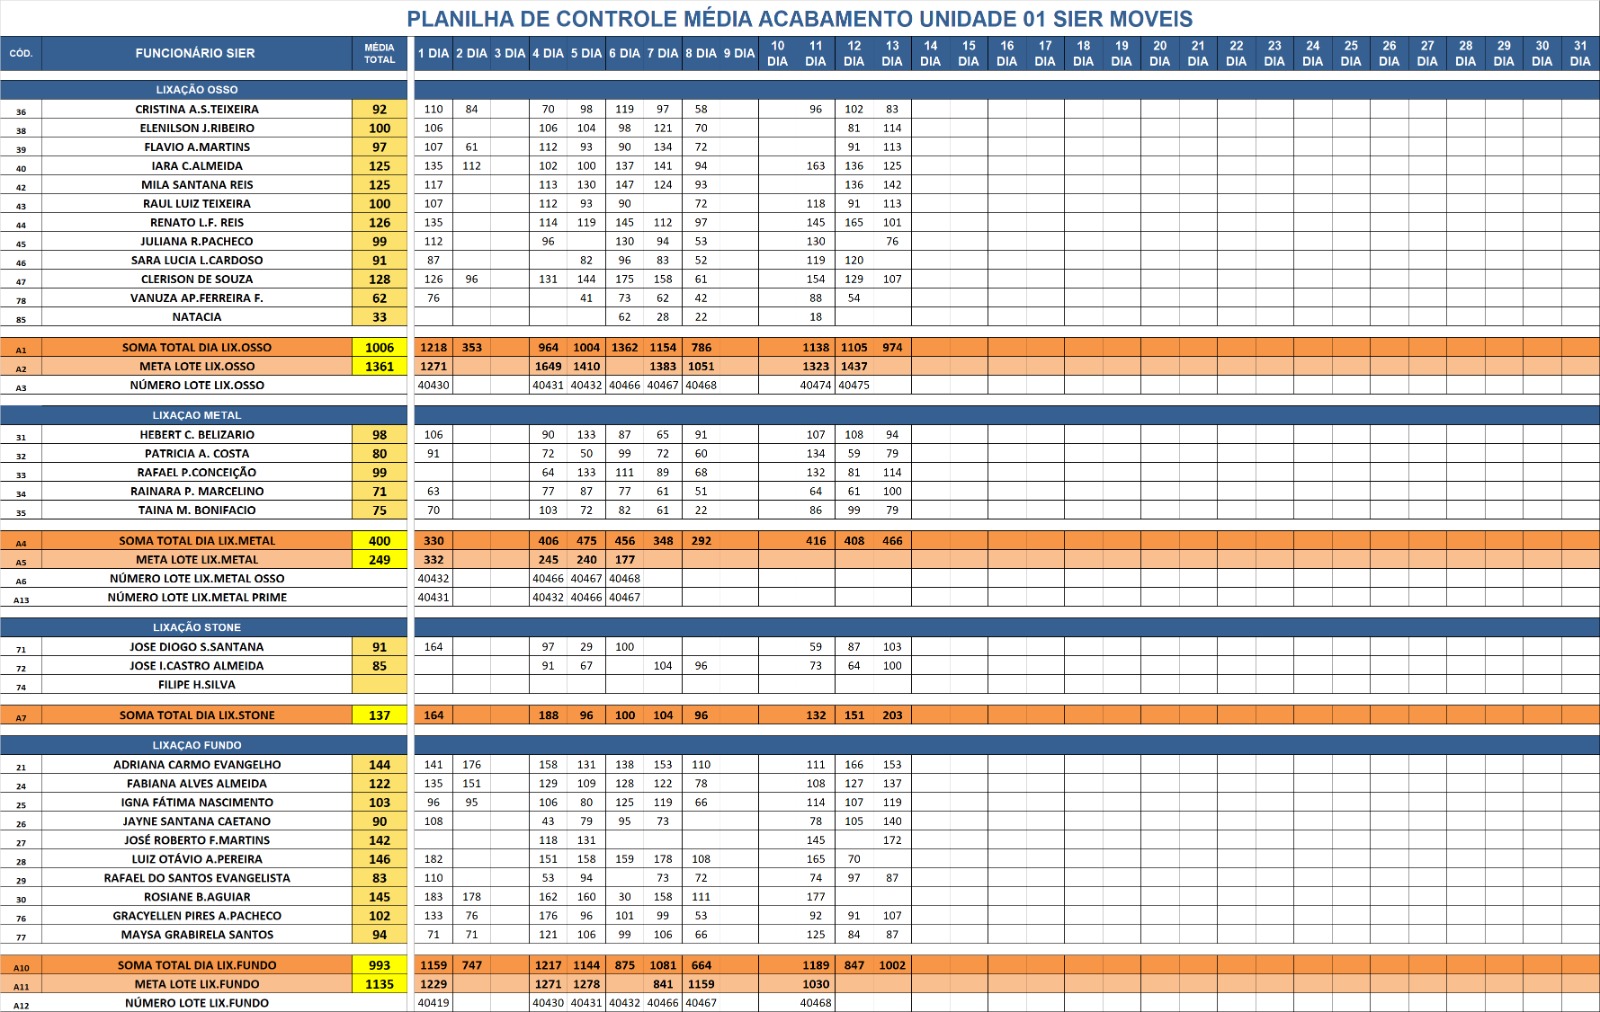 PLANILHA DE CONTROLE MÉDIA ACABAMENTO UNIDADE 01 SIER MOVEIS
CÓD. FUNCIONÁRIO SIER MÉDIA TOTAL 1 DIA 2 DIA 3 DIA 4 DIA 5 DIA 6 DIA 7 DIA 8 DIA 9 DIA 10 DIA 11 DIA 12 DIA 13 DIA 14 DIA 15 DIA 16 DIA 17 DIA 18 DIA 19 DIA 20 DIA 21 DIA 22 DIA 23 DIA 24 DIA 25 DIA 26 DIA 27 DIA 28 DIA 29 DIA 30 DIA 31 DIA
LIXAÇÃO OSSO
36 CRISTINA A.S.TEIXEIRA 92 110 84 70 98 119 97 58 96 102 83
38 ELENILSON J.RIBEIRO 100 106 106 104 98 121 70 81 114
39 FLAVIO A.MARTINS 97 107 61 112 93 90 134 72 91 113
40 IARA C.ALMEIDA 125 135 112 102 100 137 141 94 163 136 125
42 MILA SANTANA REIS 125 117 113 130 147 124 93 136 142
43 RAUL LUIZ TEIXEIRA 100 107 112 93 90 72 118 91 113
44 RENATO L.F. REIS 126 135 114 119 145 112 97 145 165 101
45 JULIANA R.PACHECO 99 112 96 130 94 53 130 76
46 SARA LUCIA L.CARDOSO 91 87 82 96 83 52 119 120
47 CLERISON DE SOUZA 128 126 96 131 144 175 158 61 154 129 107
78 VANUZA AP.FERREIRA F. 62 76 41 73 62 42 88 54
85 NATACIA 33 62 28 22 18
A1 SOMA TOTAL DIA LIX.OSSO 1006 1218 353 964 1004 1362 1154 786 1138 1105 974
A2 META LOTE LIX.OSSO 1361 1271 1649 1410 1383 1051 1323 1437
A3 NÚMERO LOTE LIX.OSSO 40430 40431 40432 40466 40467 40468 40474 40475
LIXAÇAO METAL
31 HEBERT C. BELIZARIO 98 106 90 133 87 65 91 107 108 94
32 PATRICIA A. COSTA 80 91 72 50 99 72 60 134 59 79
33 RAFAEL P.CONCEIÇÃO 99 64 133 111 89 68 132 81 114
34 RAINARA P. MARCELINO 71 63 77 87 77 61 51 64 61 100
35 TAINA M. BONIFACIO 75 70 103 72 82 61 22 86 99 79
A4 SOMA TOTAL DIA LIX.METAL 400 330 406 475 456 348 292 416 408 466
A5 META LOTE LIX.METAL 249 332 245 240 177
A6 NÚMERO LOTE LIX.METAL OSSO 40432 40466 40467 40468
A13 NÚMERO LOTE LIX.METAL PRIME 40431 40432 40466 40467
LIXAÇÃO STONE
71 JOSE DIOGO S.SANTANA 91 164 97 29 100 59 87 103
72 JOSE I.CASTRO ALMEIDA 85 91 67 104 96 73 64 100
74 FILIPE H.SILVA
A7 SOMA TOTAL DIA LIX.STONE 137 164 188 96 100 104 96 132 151 203
LIXAÇAO FUNDO
21 ADRIANA CARMO EVANGELHO 144 141 176 158 131 138 153 110 111 166 153
24 FABIANA ALVES ALMEIDA 122 135 151 129 109 128 122 78 108 127 137
25 IGNA FÁTIMA NASCIMENTO 103 96 95 106 80 125 119 66 114 107 119
26 JAYNE SANTANA CAETANO 90 108 43 79 95 73 78 105 140
27 JOSÉ ROBERTO F.MARTINS 142 118 131 145 172
28 LUIZ OTÁVIO A.PEREIRA 146 182 151 158 159 178 108 165 70
29 RAFAEL DO SANTOS EVANGELISTA 83 110 53 94 73 72 74 97 87
30 ROSIANE B.AGUIAR 145 183 178 162 160 30 158 111 177
76 GRACYELLEN PIRES A.PACHECO 102 133 76 176 96 101 99 53 92 91 107
77 MAYSA GRABIRELA SANTOS 94 71 71 121 106 99 106 66 125 84 87
A10 SOMA TOTAL DIA LIX.FUNDO 993 1159 747 1217 1144 875 1081 664 1189 847 1002
A11 META LOTE LIX.FUNDO 1135 1229 1271 1278 841 1159 1030
A12 NÚMERO LOTE LIX.FUNDO 40419 40430 40431 40432 40466 40467 40468